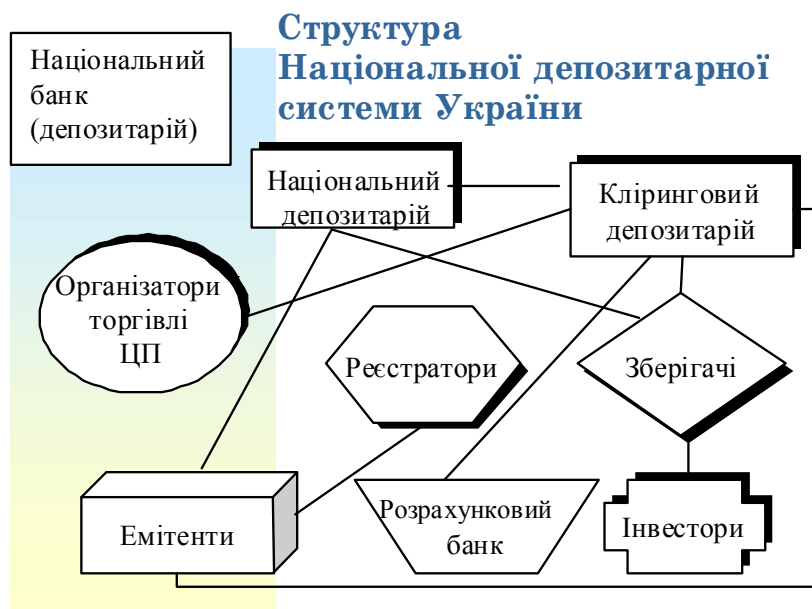 Структура
Національної депозитарної
системи України
Національний
банк
(депозитарій)
Національний
депозитарій
Кліринговий
депозитарій
Організатори
торгівлі
ЦП
Реєстратори
Зберігачі
Емітенти
Розрахунковий
банк
Інвестори